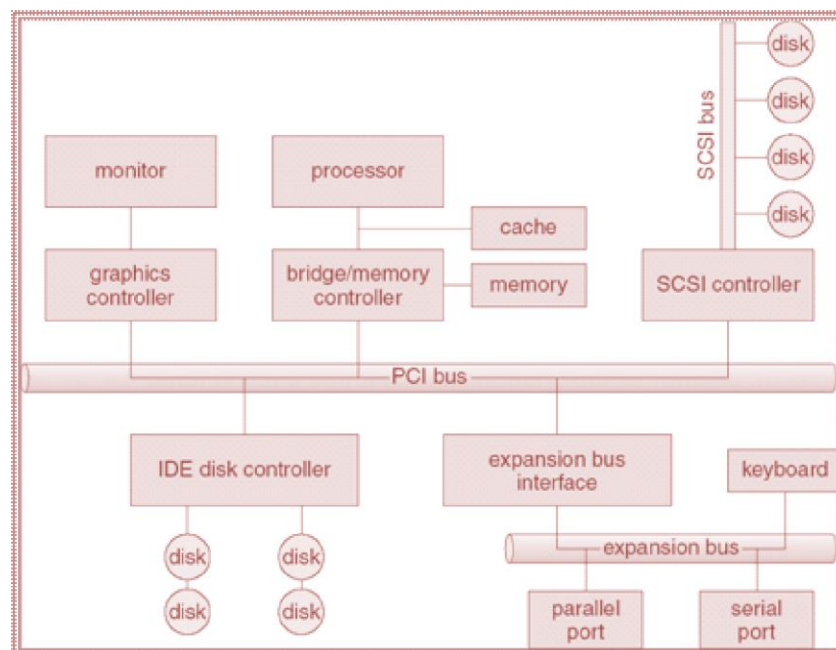 disk
disk
disk
disk
SCSI bus
monitor
processor
cache
graphics
controller
bridge/memory
controller
memory
SCSI controller
PCI bus
IDE disk controller
expansion bus
interface
keyboard
disk
disk
expansion bus
disk
disk
parallel
port
serial
port